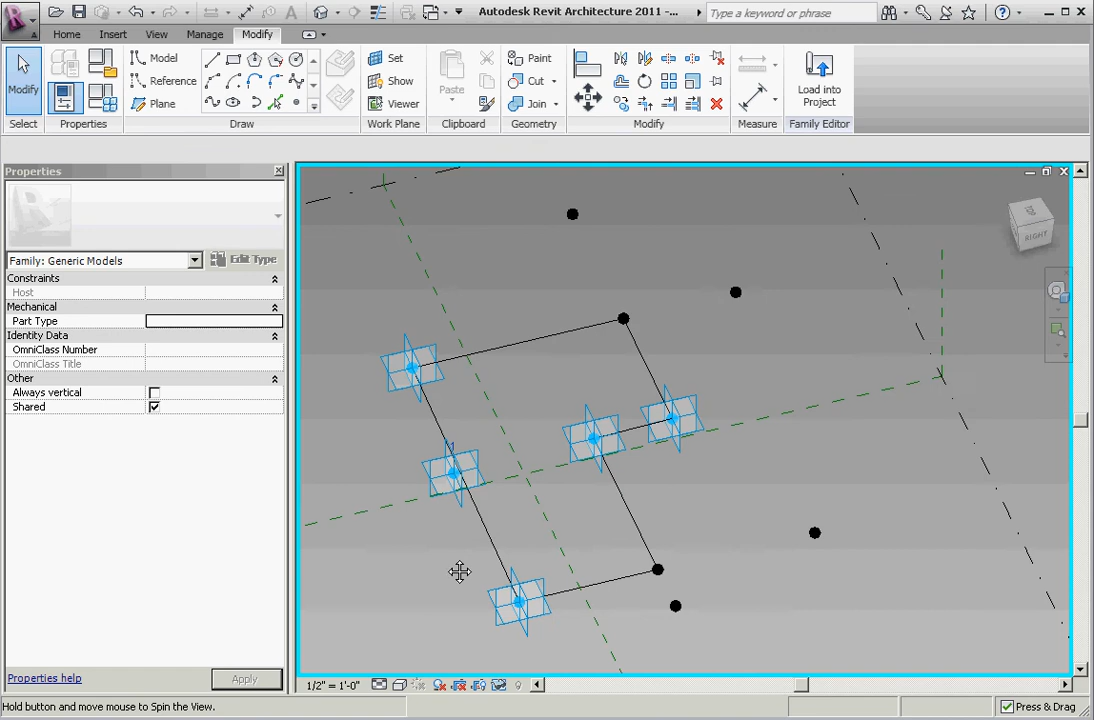 Autodesk Revit Architecture 2011 -...
Type a keyword or phrase
Home Insert View Manage Modify
Modify
Select
Properties
Model
Reference
Plane
Draw
Set
Show
Viewer
Work Plane
Paste
Clipboard
Paint
Cut
Join
Geometry
Modify
Measure
Load into
Project
Family Editor
Properties
Family: Generic Models
Edit Type
Constraints
Host
Mechanical
Part Type
Identity Data
OmniClass Number
OmniClass Title
Other
Always vertical
Shared
Properties help
Apply
RIGHT
1/2" = 1'-0"
Hold button and move mouse to Spin the View.
Press & Drag